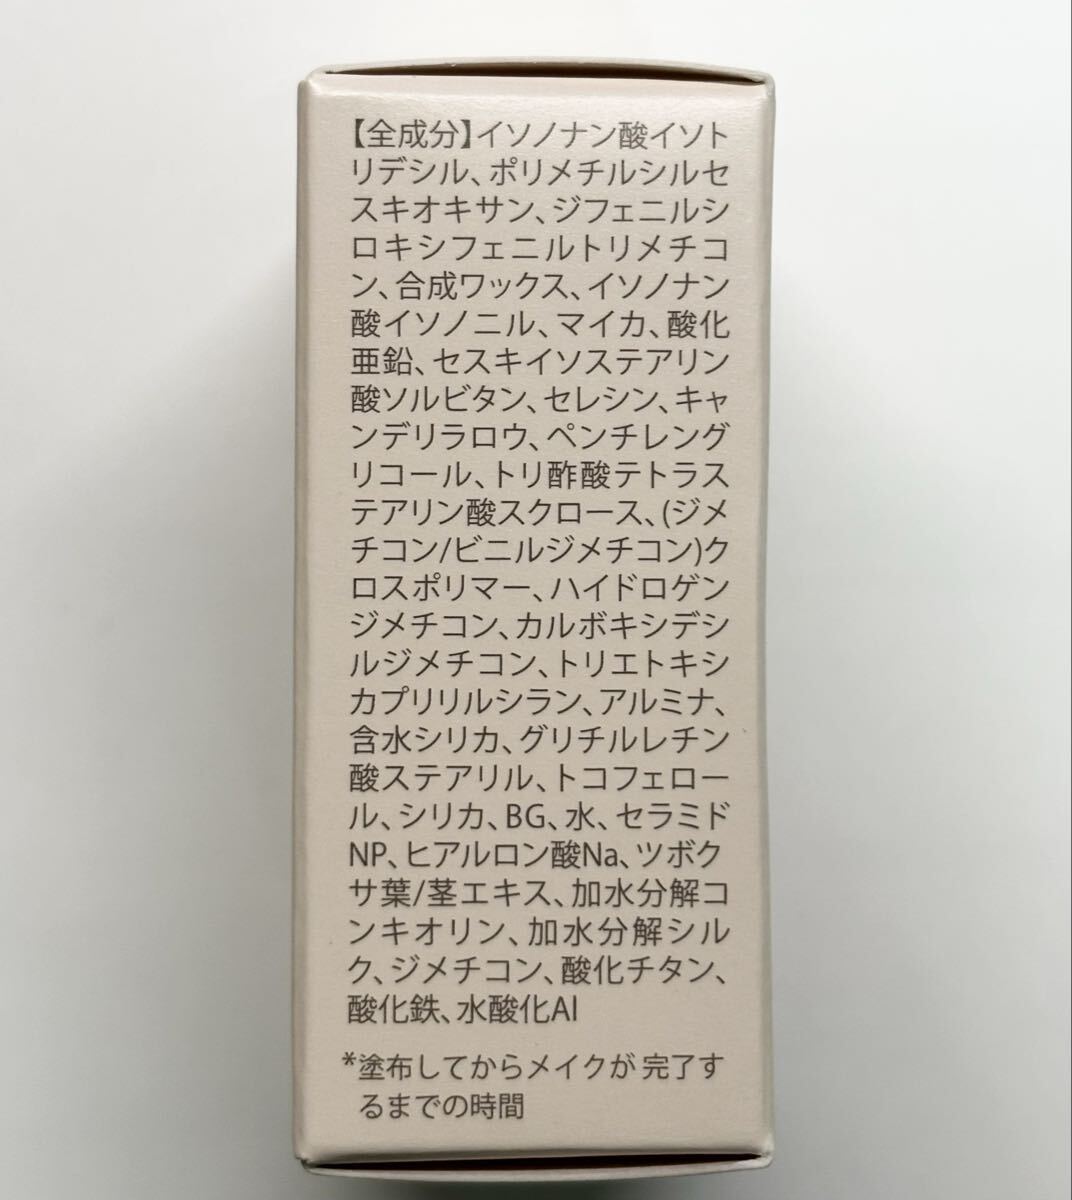 【全成分】イソノナン酸イソト
リデシル、ポリメチルシルセ
スキオキサン、ジフェニルシ
ロキシフェニルトリメチコ
ン、合成ワックス、イソノナン
酸イソノニル、マイカ、酸化
亜鉛、セスキイソステアリン
酸ソルビタン、セレシン、キャ
ンデリラロウ、ペンチレング
リコール、トリ酢酸テトラス
テアリン酸スクロース、(ジメ
チコン/ビニルジメチコン)ク
ロスポリマー、ハイドロゲン
ジメチコン、カルボキシデシ
ルジメチコン、トリエトキシ
カプリリルシラン、アルミナ、
含水シリカ、グリチルレチン
酸ステアリル、トコフェロー
ル、シリカ、BG、水、セラミド
NP、ヒアルロン酸Na、ツボク
サ葉/茎エキス、加水分解コ
ンキオリン、加水分解シル
ク、ジメチコン、酸化チタン、
酸化鉄、水酸化Al
*塗布してからメイクが 完了す
るまでの時間